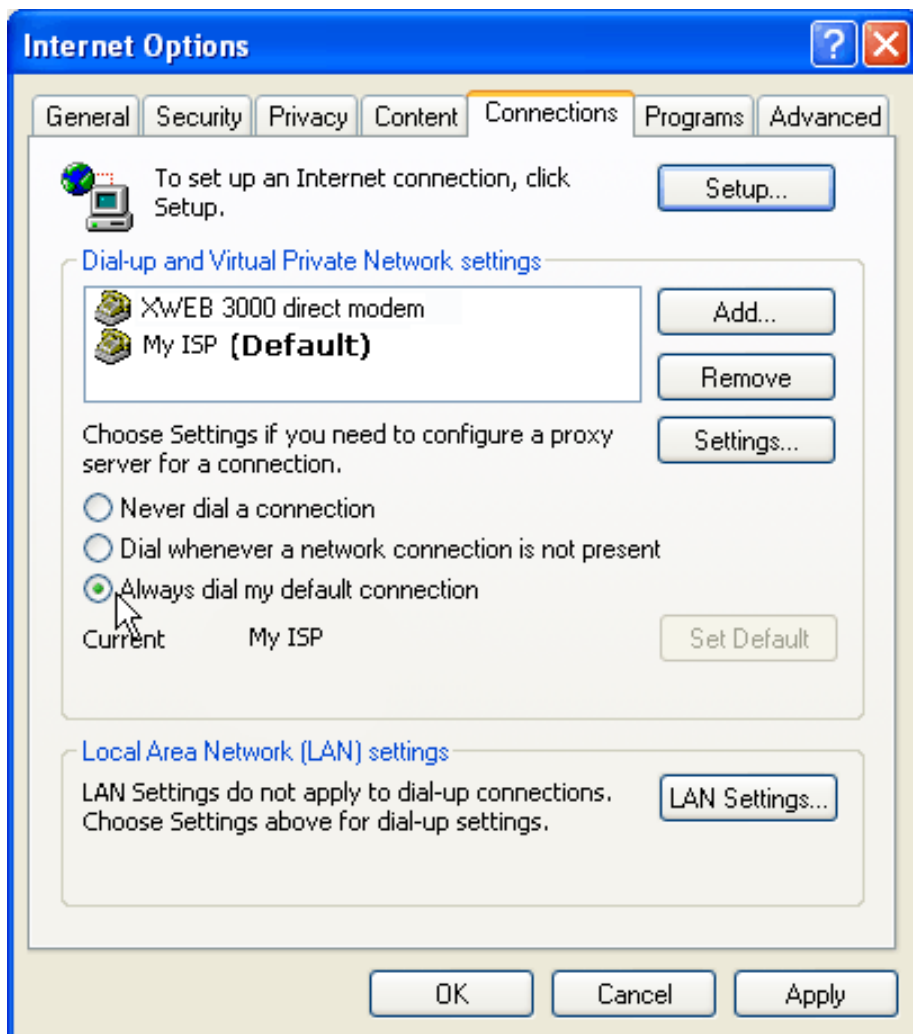 Internet Options
General Security Privacy Content Connections Programs Advanced
To set up an Internet connection, click
Setup.
Setup...
Dial-up and Virtual Private Network settings
XWEB 3000 direct modem
My ISP (Default)
Add...
Remove
Choose Settings if you need to configure a proxy
server for a connection.
Settings...
Never dial a connection
Dial whenever a network connection is not present
Always dial my default connection
Current My ISP
Set Default
Local Area Network (LAN) settings
LAN Settings do not apply to dial-up connections.
Choose Settings above for dial-up settings.
LAN Settings...
OK Cancel Apply